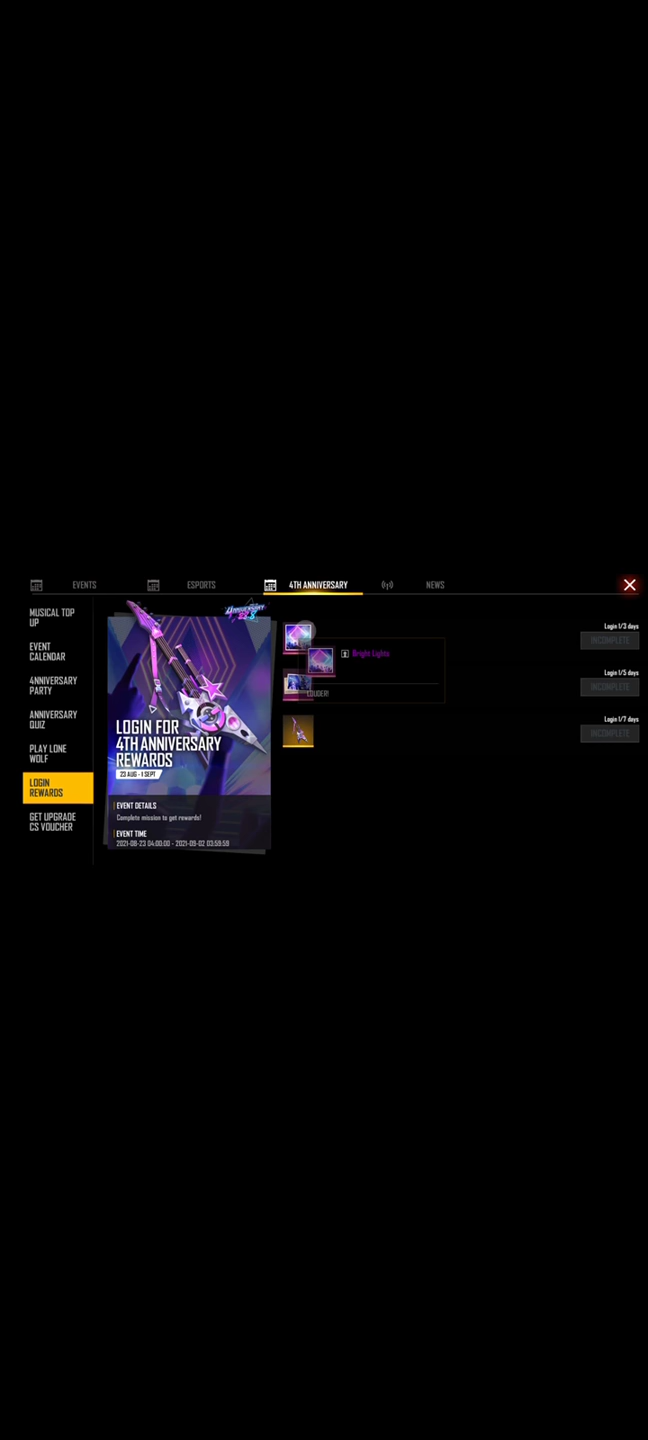 EVENTS
ESPORTS
4TH ANNIVERSARY
NEWS
MUSICAL TOP
UP
EVENT
CALENDAR
4NNIVERSARY
PARTY
ANNIVERSARY
QUIZ
PLAY LONE
WOLF
LOGIN
REWARDS
GET UPGRADE
CS VOUCHER
ANNIVERSARY
LOGIN FOR
4TH ANNIVERSARY
REWARDS
23 AUG - 1 SEPT
EVENT DETAILS
Complete mission to get rewards!
EVENT TIME
2021-08-23 04:00:00 - 2021-09-02 03:59:59
Bright Lights
LOUDER!
Login 1/3 days
INCOMPLETE
Login 1/5 days
INCOMPLETE
Login 1/7 days
INCOMPLETE